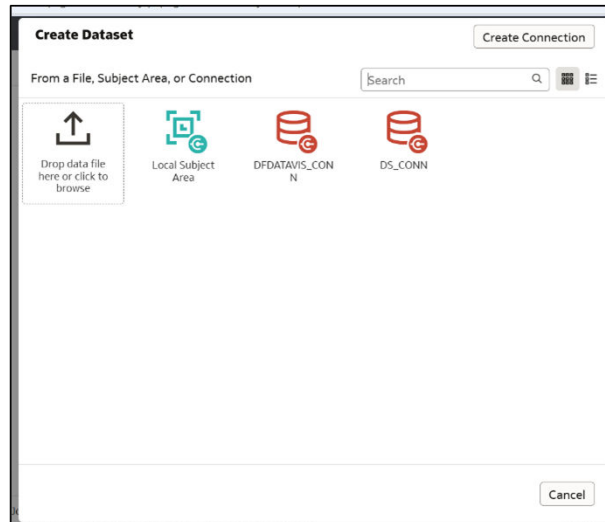 Create Dataset
Create Connection
From a File, Subject Area, or Connection
Search
Drop data file
here or click to
browse
Local Subject
Area
DFDATAVIS_CON
N
DS_CONN
Cancel